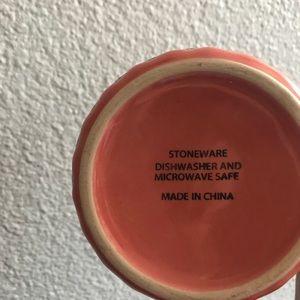 STONEWARE
DISHWASHER AND
MICROWAVE SAFE
MADE IN CHINA